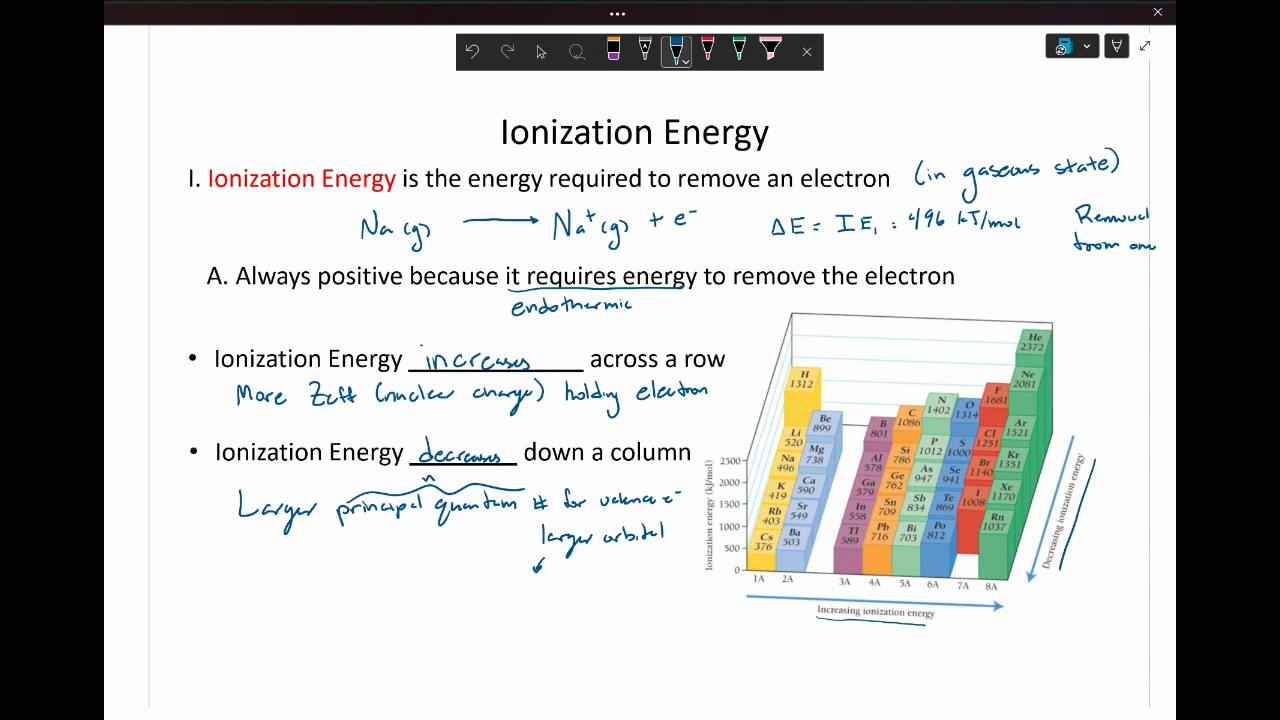 Ionization Energy
I. Ionization Energy is the energy required to remove an electron (in gaseous state)
Na (g) → Na⁺(g) + e⁻ ΔE = IE₁ = 496 kJ/mol Removal
from one
A. Always positive because it requires energy to remove the electron
endothermic
• Ionization Energy increases across a row
More Zeff (nuclear charge) holding electron
• Ionization Energy decreases down a column
n
Larger principal quantum # for valence e⁻
larger orbital
Ionization energy (kJ/mol)
2500
2000
1500
1000
500
0
H
1312
Li
520
Na
496
K
419
Rb
403
Cs
376
Be
899
Mg
738
Ca
590
Sr
549
Ba
503
B
801
Al
578
Ga
579
In
558
Tl
589
C
1086
Si
786
Ge
762
Sn
709
Pb
716
N
1402
P
1012
As
947
Sb
834
Bi
703
O
1314
S
1000
Se
941
Te
869
Po
812
F
1681
Cl
1251
Br
1140
I
1008
He
2372
Ne
2081
Ar
1521
Kr
1351
Xe
1170
Rn
1037
1A 2A 3A 4A 5A 6A 7A 8A
Increasing ionization energy
Decreasing ionization energy